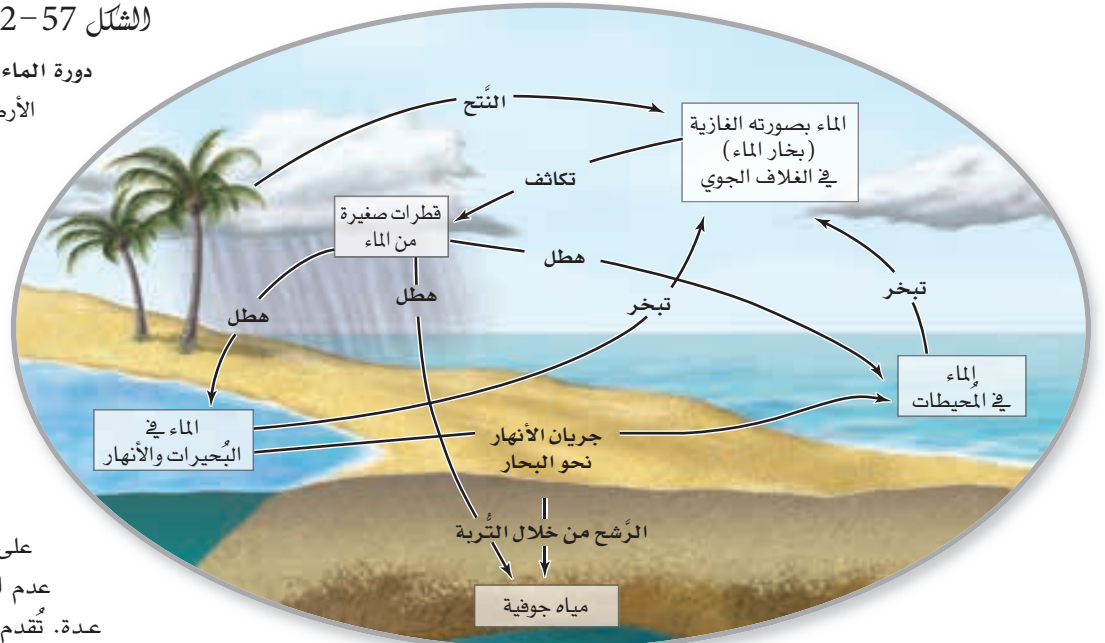 الشكل 57-2
دورة الماء
النَّتح
الماء بصورته الغازية
(بخار الماء)
في الغلاف الجوي
تكاثف
قطرات صغيرة
من الماء
هطل
هطل
هطل
تبخر
تبخر
الماء
في المُحيطات
الماء في
البُحيرات والأنهار
جريان الأنهار
نحو البحار
الرَّشح من خلال التُّربة
مياه جوفية
على
عدم
عدة. تُقدم